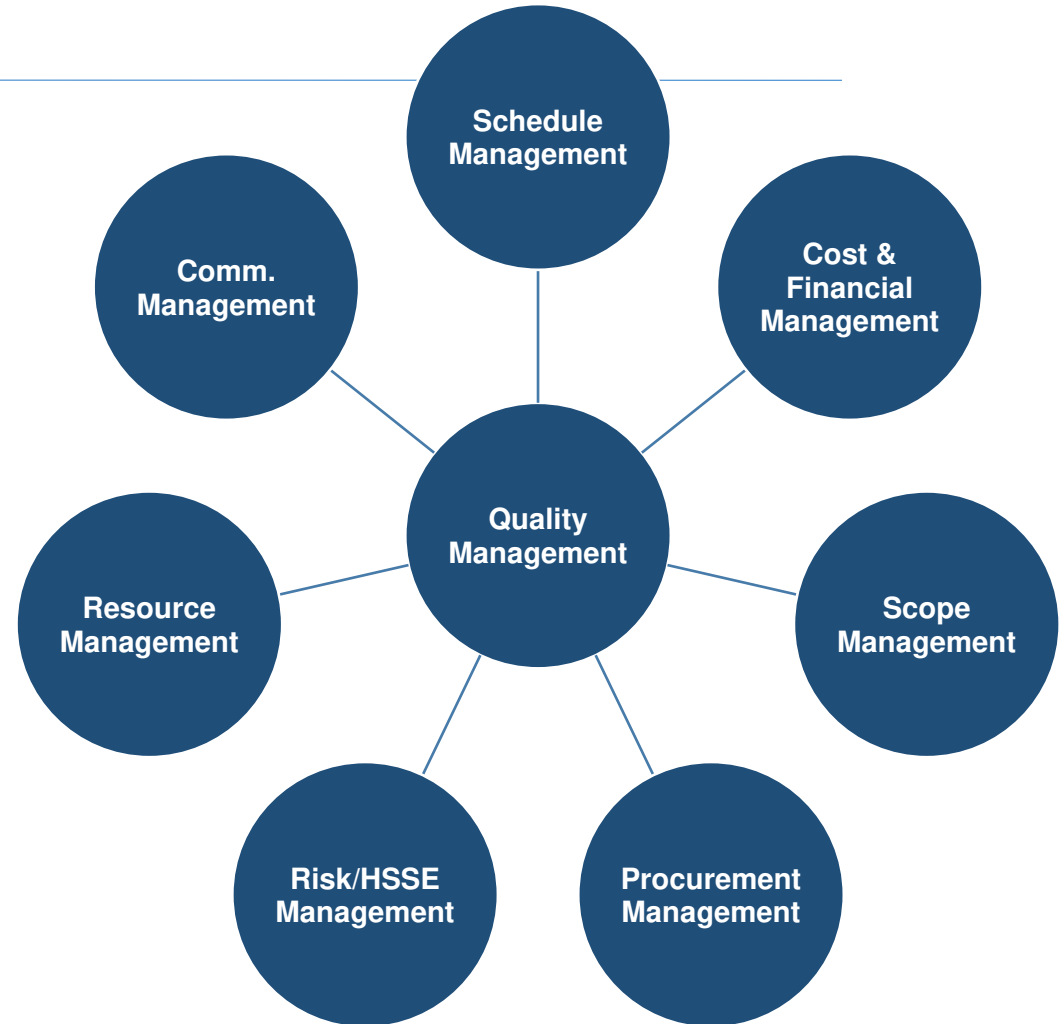 Schedule
Management
Comm.
Management
Cost &
Financial
Management
Quality
Management
Resource
Management
Scope
Management
Risk/HSSE
Management
Procurement
Management